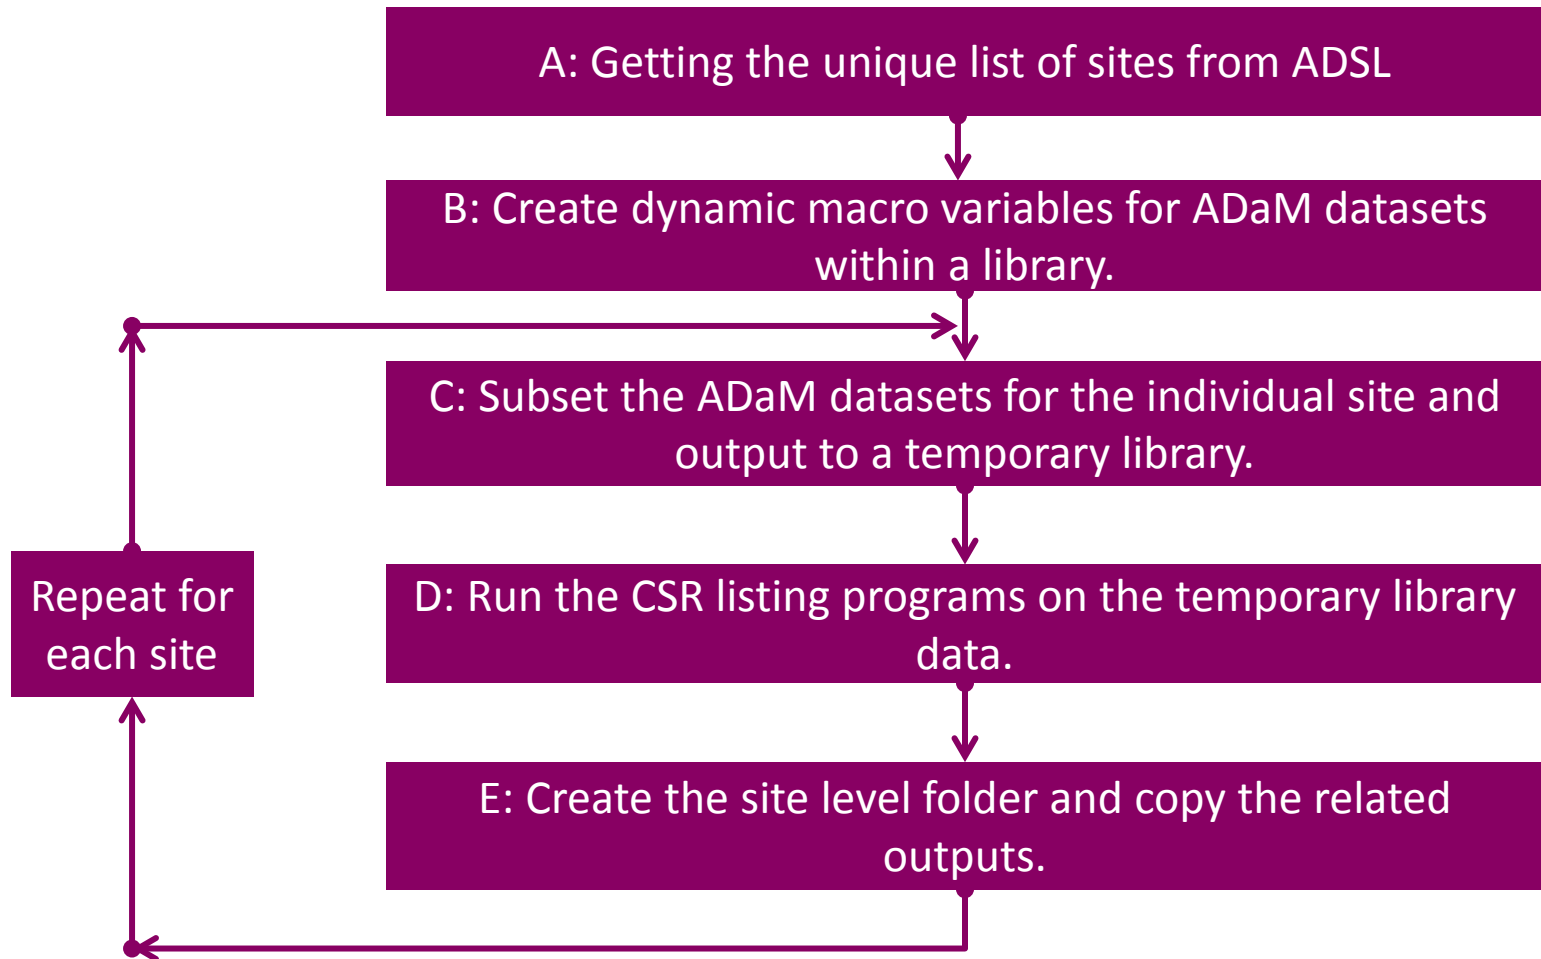 A: Getting the unique list of sites from ADSL
B: Create dynamic macro variables for ADaM datasets
within a library.
C: Subset the ADaM datasets for the individual site and
output to a temporary library.
Repeat for
each site
D: Run the CSR listing programs on the temporary library
data.
E: Create the site level folder and copy the related
outputs.